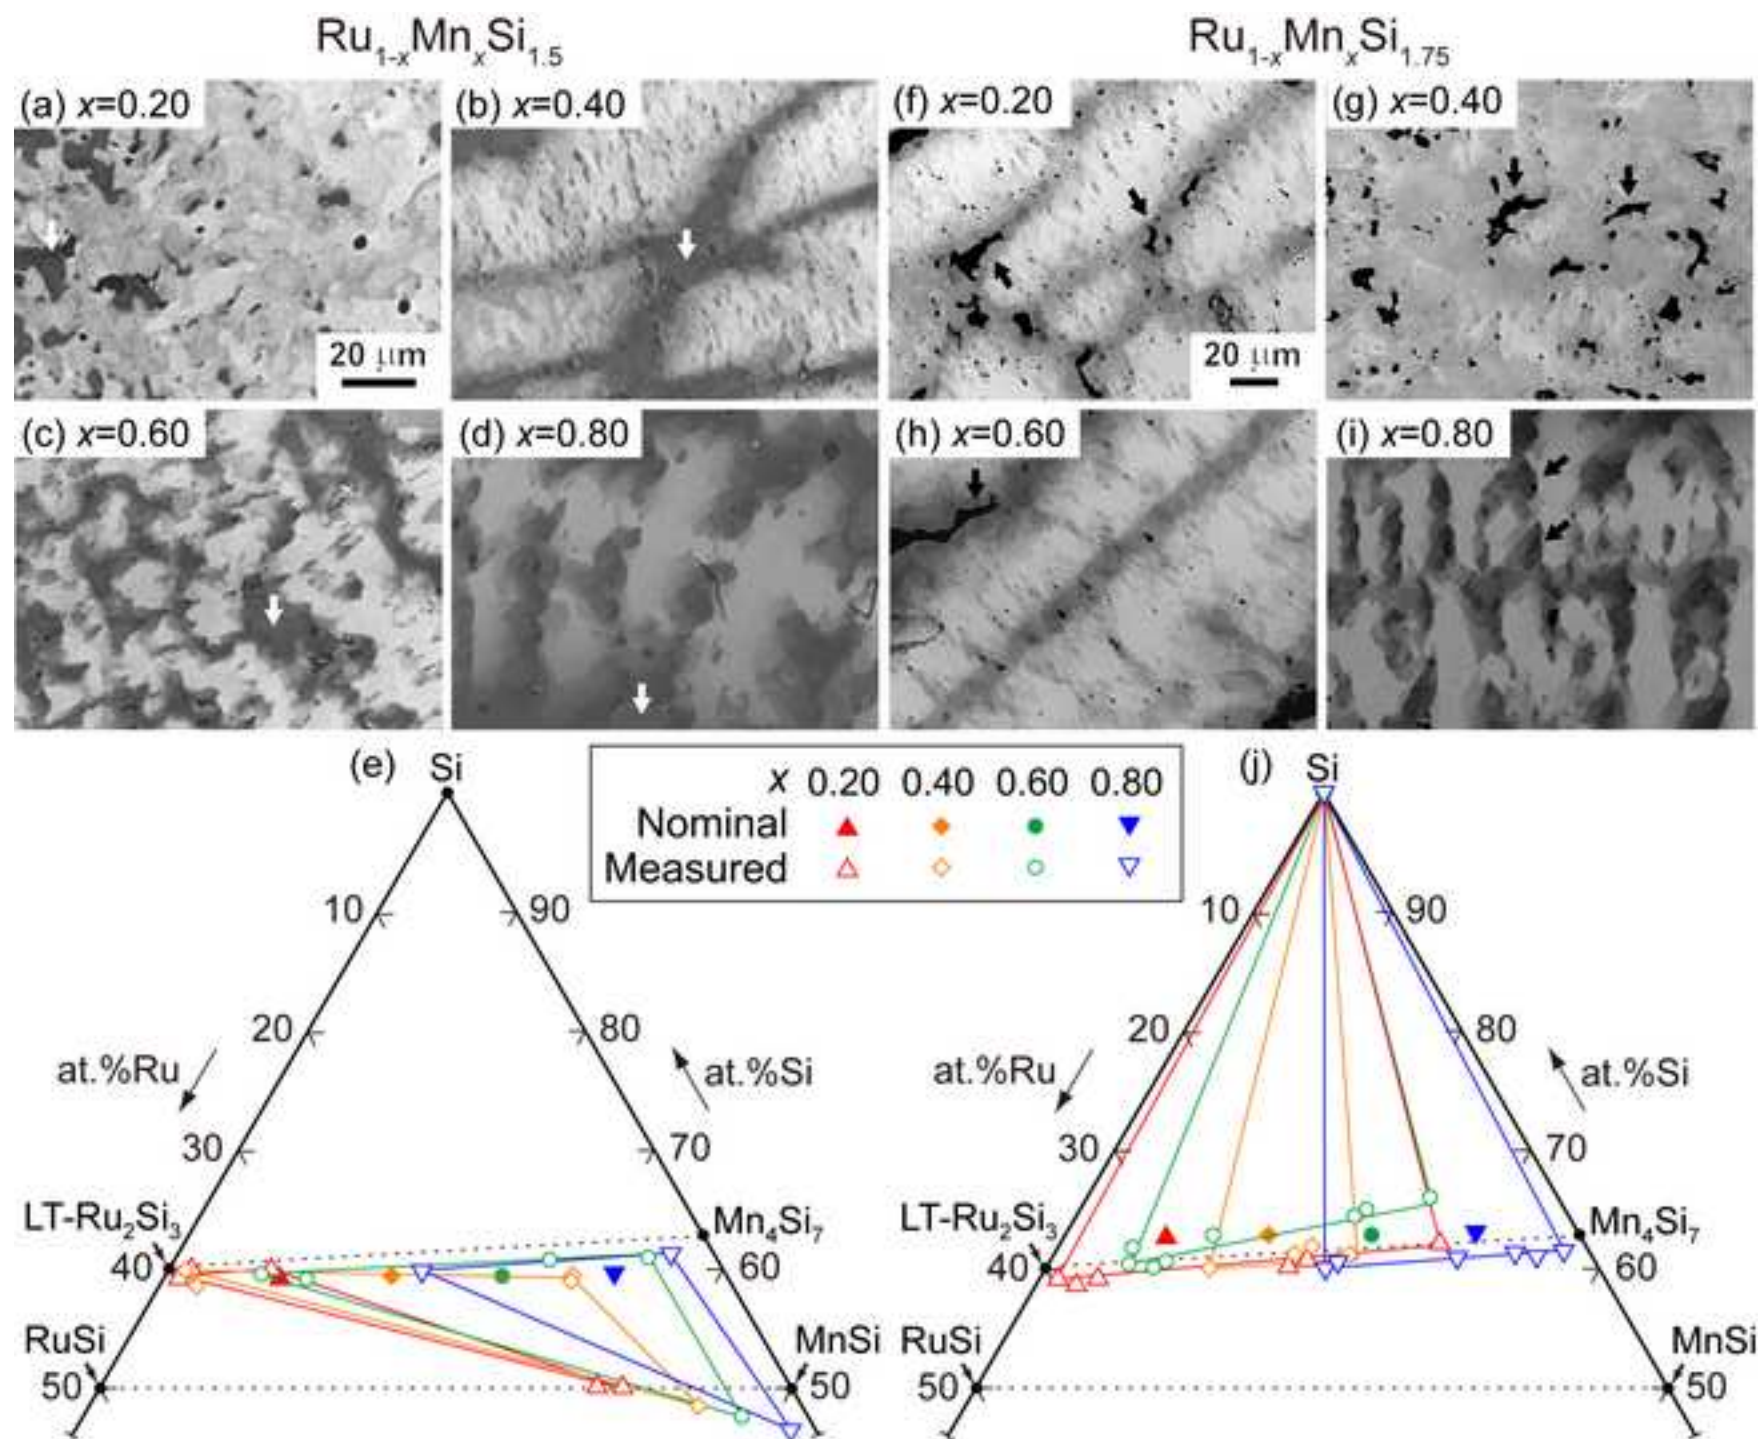 Ru1-xMnxSi1.5 Ru1-xMnxSi1.75
(a) x=0.20 (b) x=0.40 (f) x=0.20 (g) x=0.40
20 μm 20 μm
(c) x=0.60 (d) x=0.80 (h) x=0.60 (i) x=0.80
(e) Si
x 0.20 0.40 0.60 0.80
Nominal
Measured
(j) Si
10 90
20 80
at.%Ru at.%Si
30 70
LT-Ru2Si3 Mn4Si7
40 60
RuSi MnSi
50 50
10 90
20 80
at.%Ru at.%Si
30 70
LT-Ru2Si3 Mn4Si7
40 60
RuSi MnSi
50 50